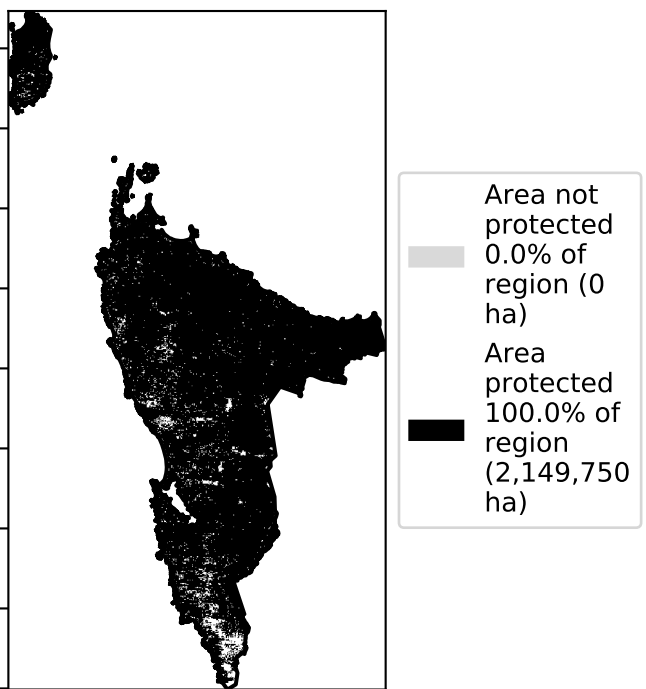 Area not
protected
0.0% of
region (0
ha)
Area
protected
100.0% of
region
(2,149,750
ha)